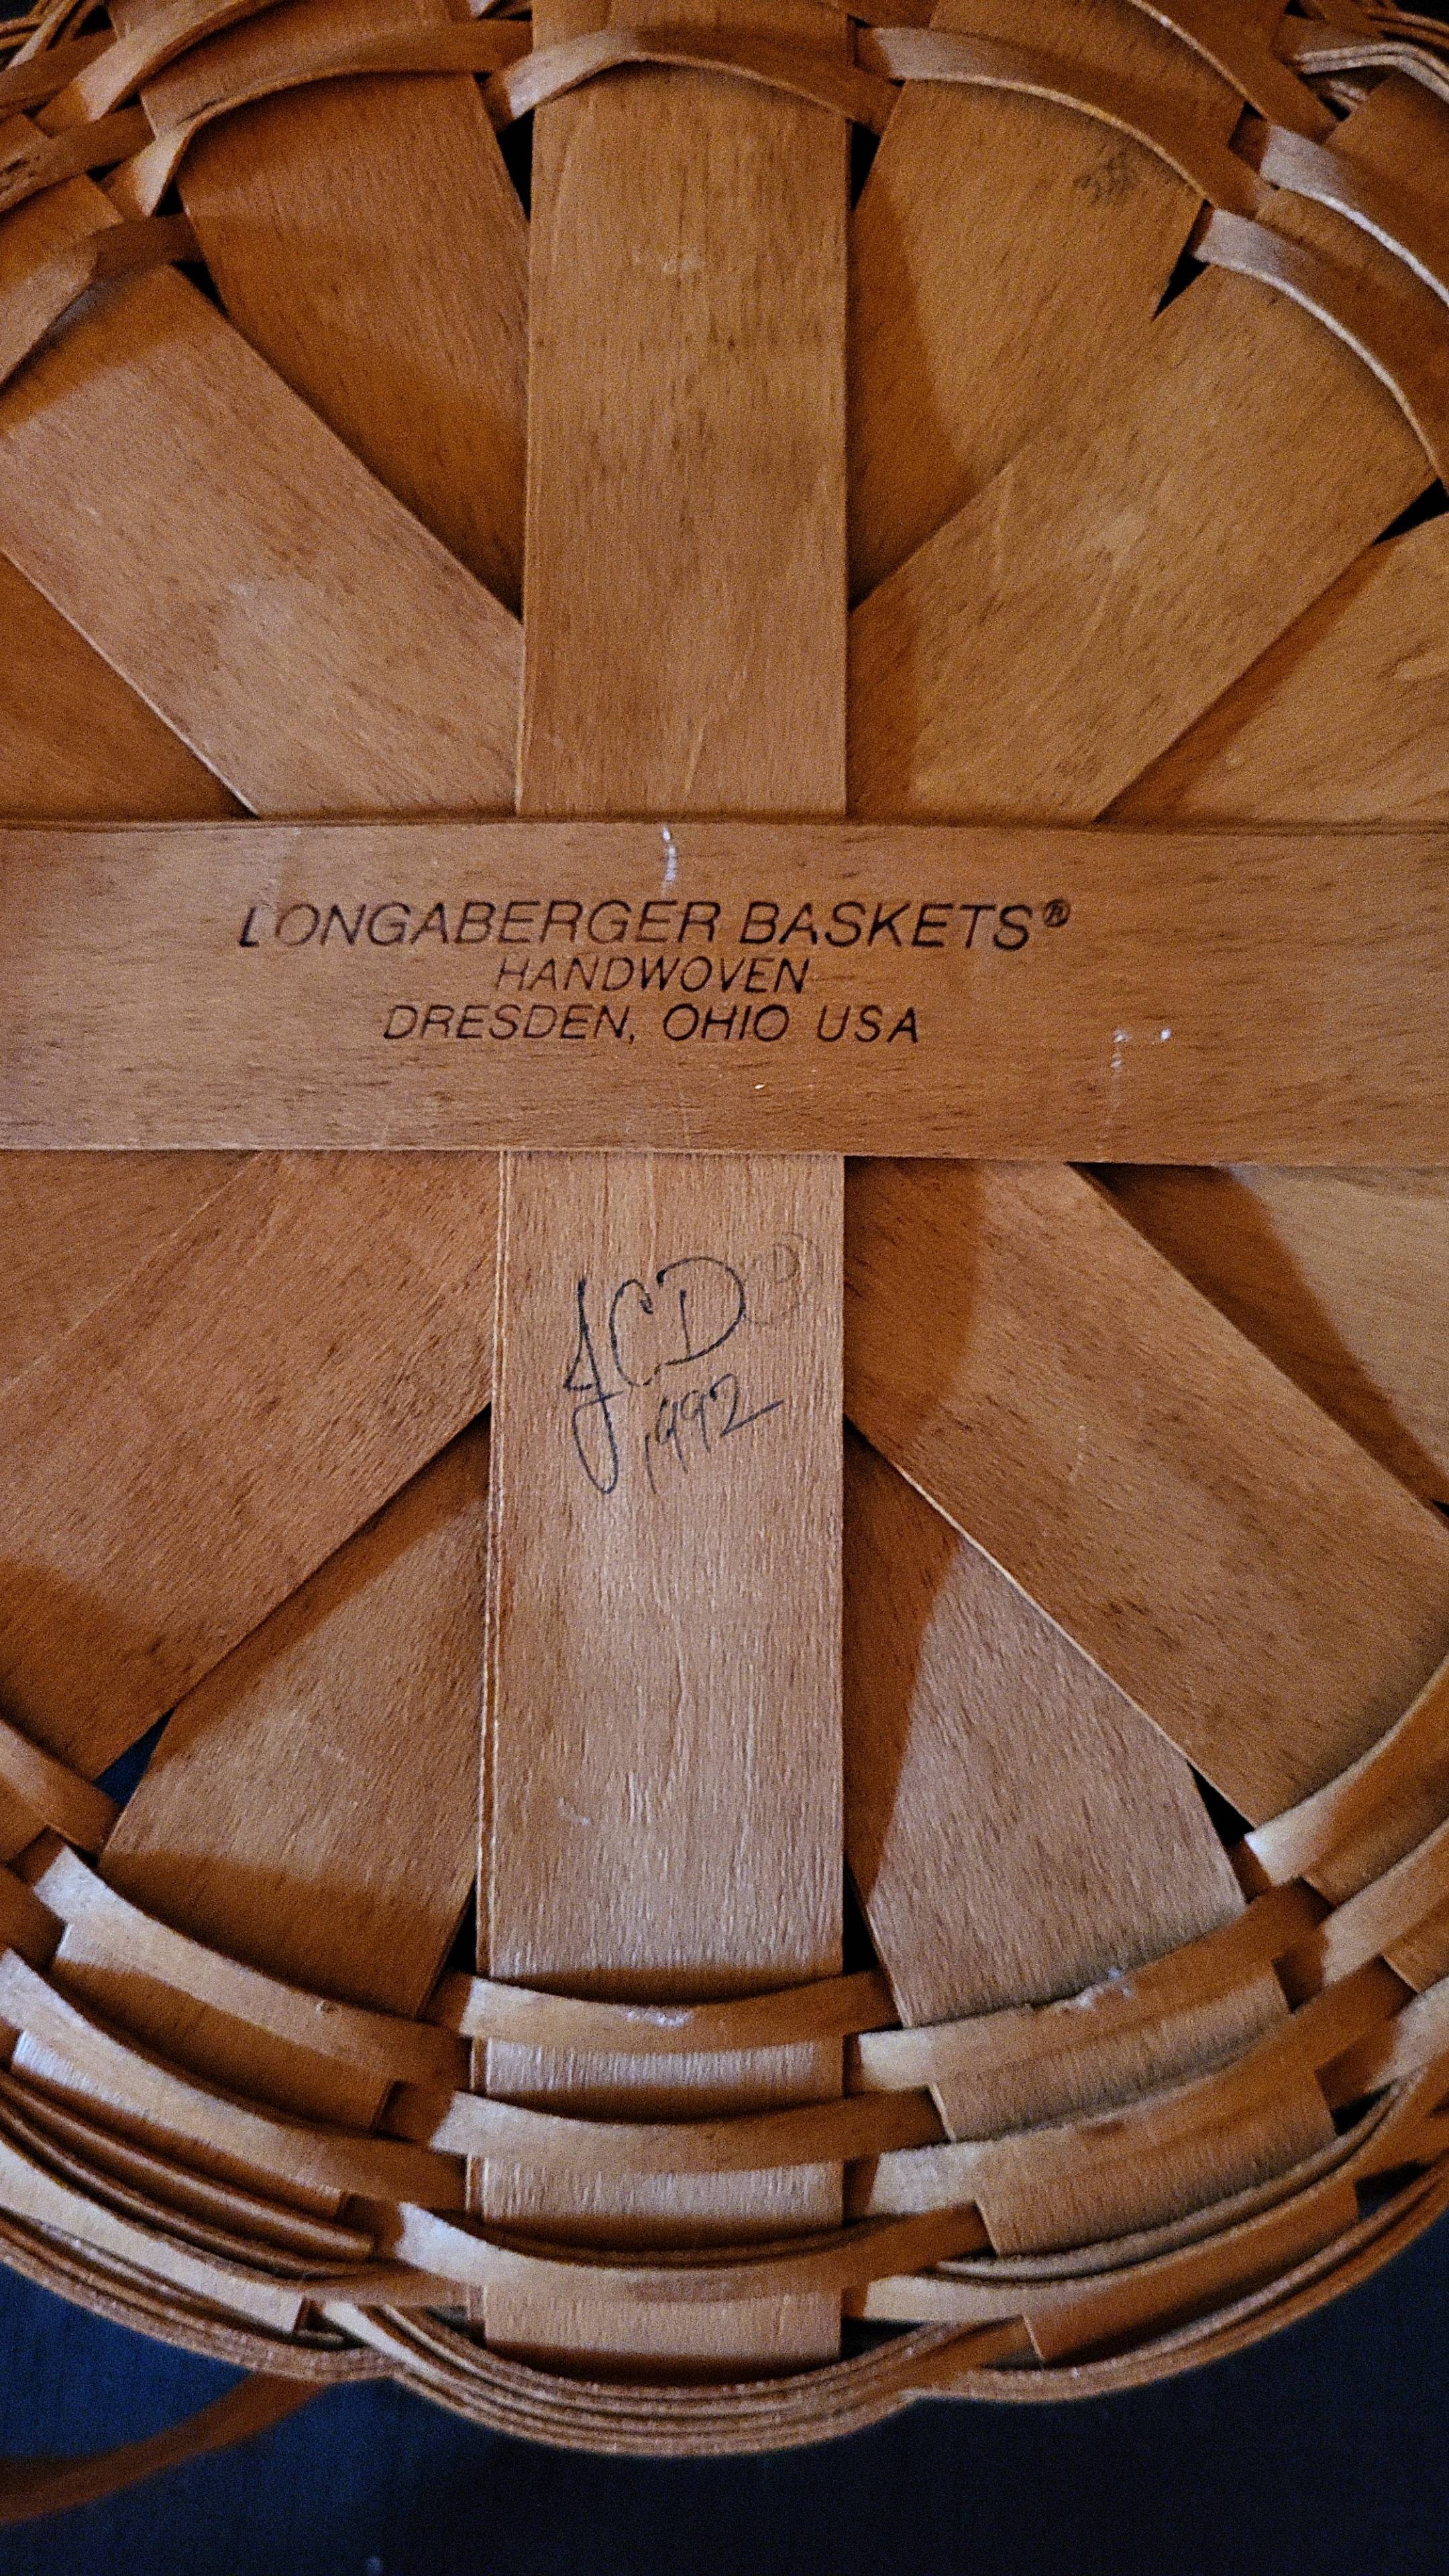 LONGABERGER BASKETS®
HANDWOVEN
DRESDEN, OHIO USA
JCD
1992